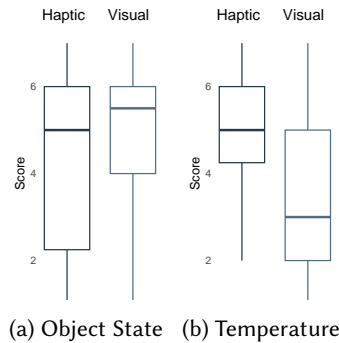 Haptic Visual Haptic Visual
6 6
Score Score
4 4
2 2
(a) Object State (b) Temperature